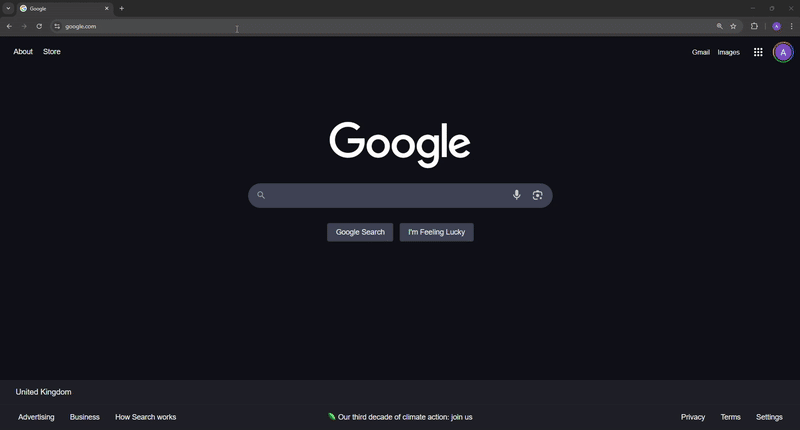 Google
google.com
A
About
Store
Gmail
Images
A
Google
Google Search
I'm Feeling Lucky
United Kingdom
Advertising
Business
How Search works
Our third decade of climate action: join us
Privacy
Terms
Settings